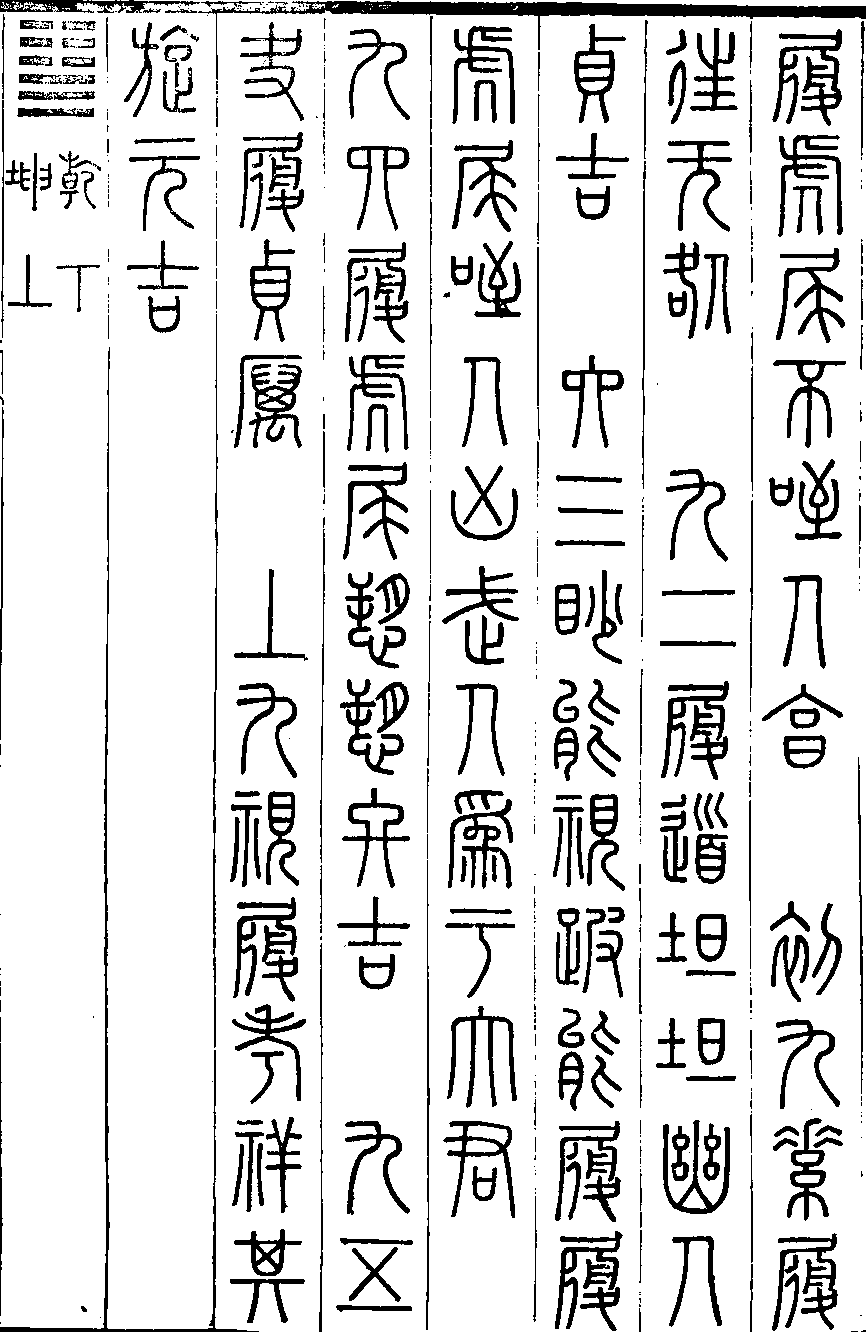 履虎尾不咥人亨　初九素履
往无咎　九二履道坦坦幽人
貞吉　六三眇能視跛能履履
虎尾咥人凶武人爲于大君
九四履虎尾愬愬終吉　九五
夬履貞厲　上九視履考祥其
旋元吉
䷊乾下坤上